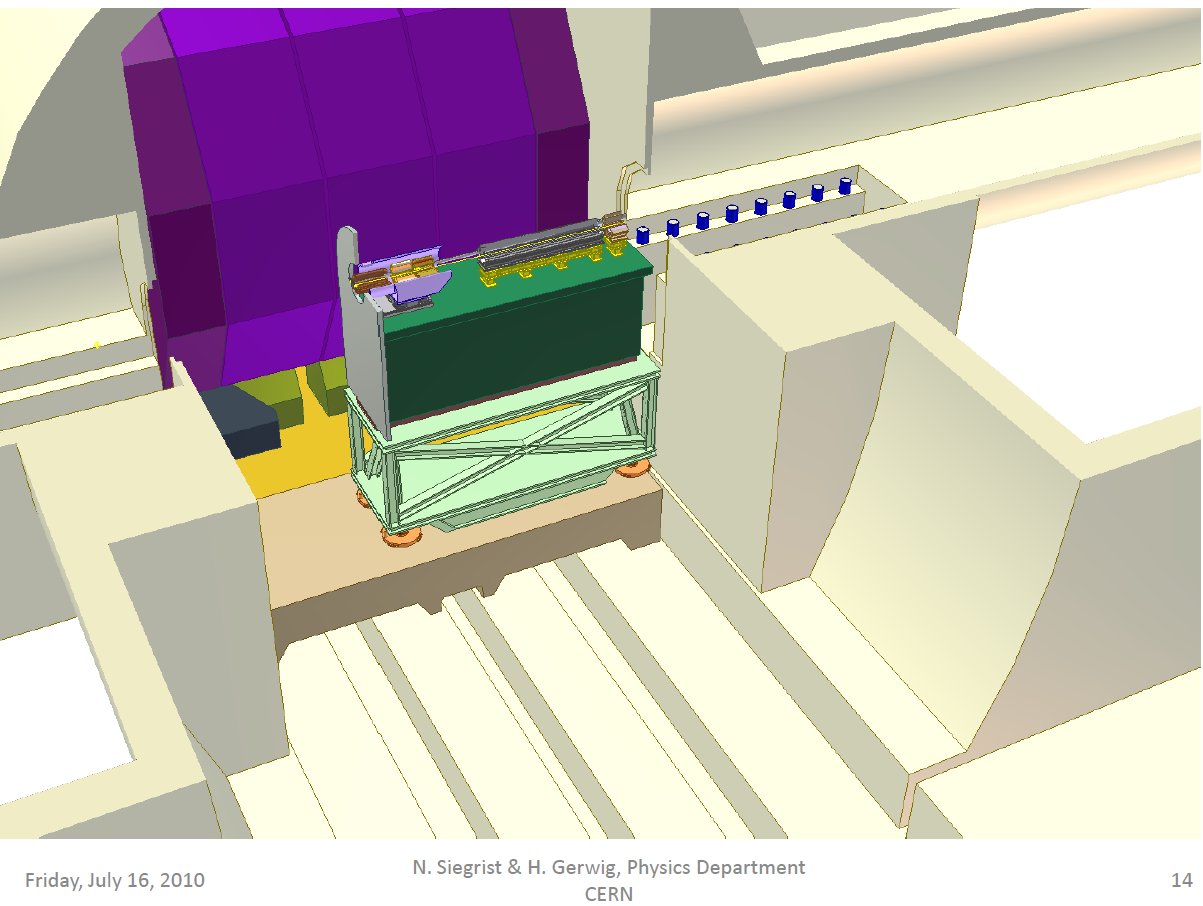 Friday, July 16, 2010
N. Siegrist & H. Gerwig, Physics Department
CERN
14